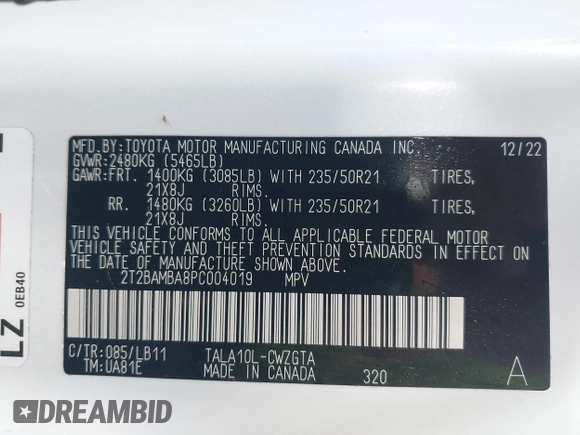 MFD.BY:TOYOTA MOTOR MANUFACTURING CANADA INC. 12/22
GVWR:2480KG (5465LB)
GAWR:FRT. 1400KG (3085LB) WITH 235/50R21 TIRES,
21X8J RIMS.
RR. 1480KG (3260LB) WITH 235/50R21 TIRES,
21X8J RIMS.
THIS VEHICLE CONFORMS TO ALL APPLICABLE FEDERAL MOTOR
VEHICLE SAFETY AND THEFT PREVENTION STANDARDS IN EFFECT ON
THE DATE OF MANUFACTURE SHOWN ABOVE.
2T2BAMBA8PC004019 MPV
C/TR:085/LB11 TALA10L-CWZGTA
TM:UA81E MADE IN CANADA 320 A
LZ 0EB40
DREAMBID